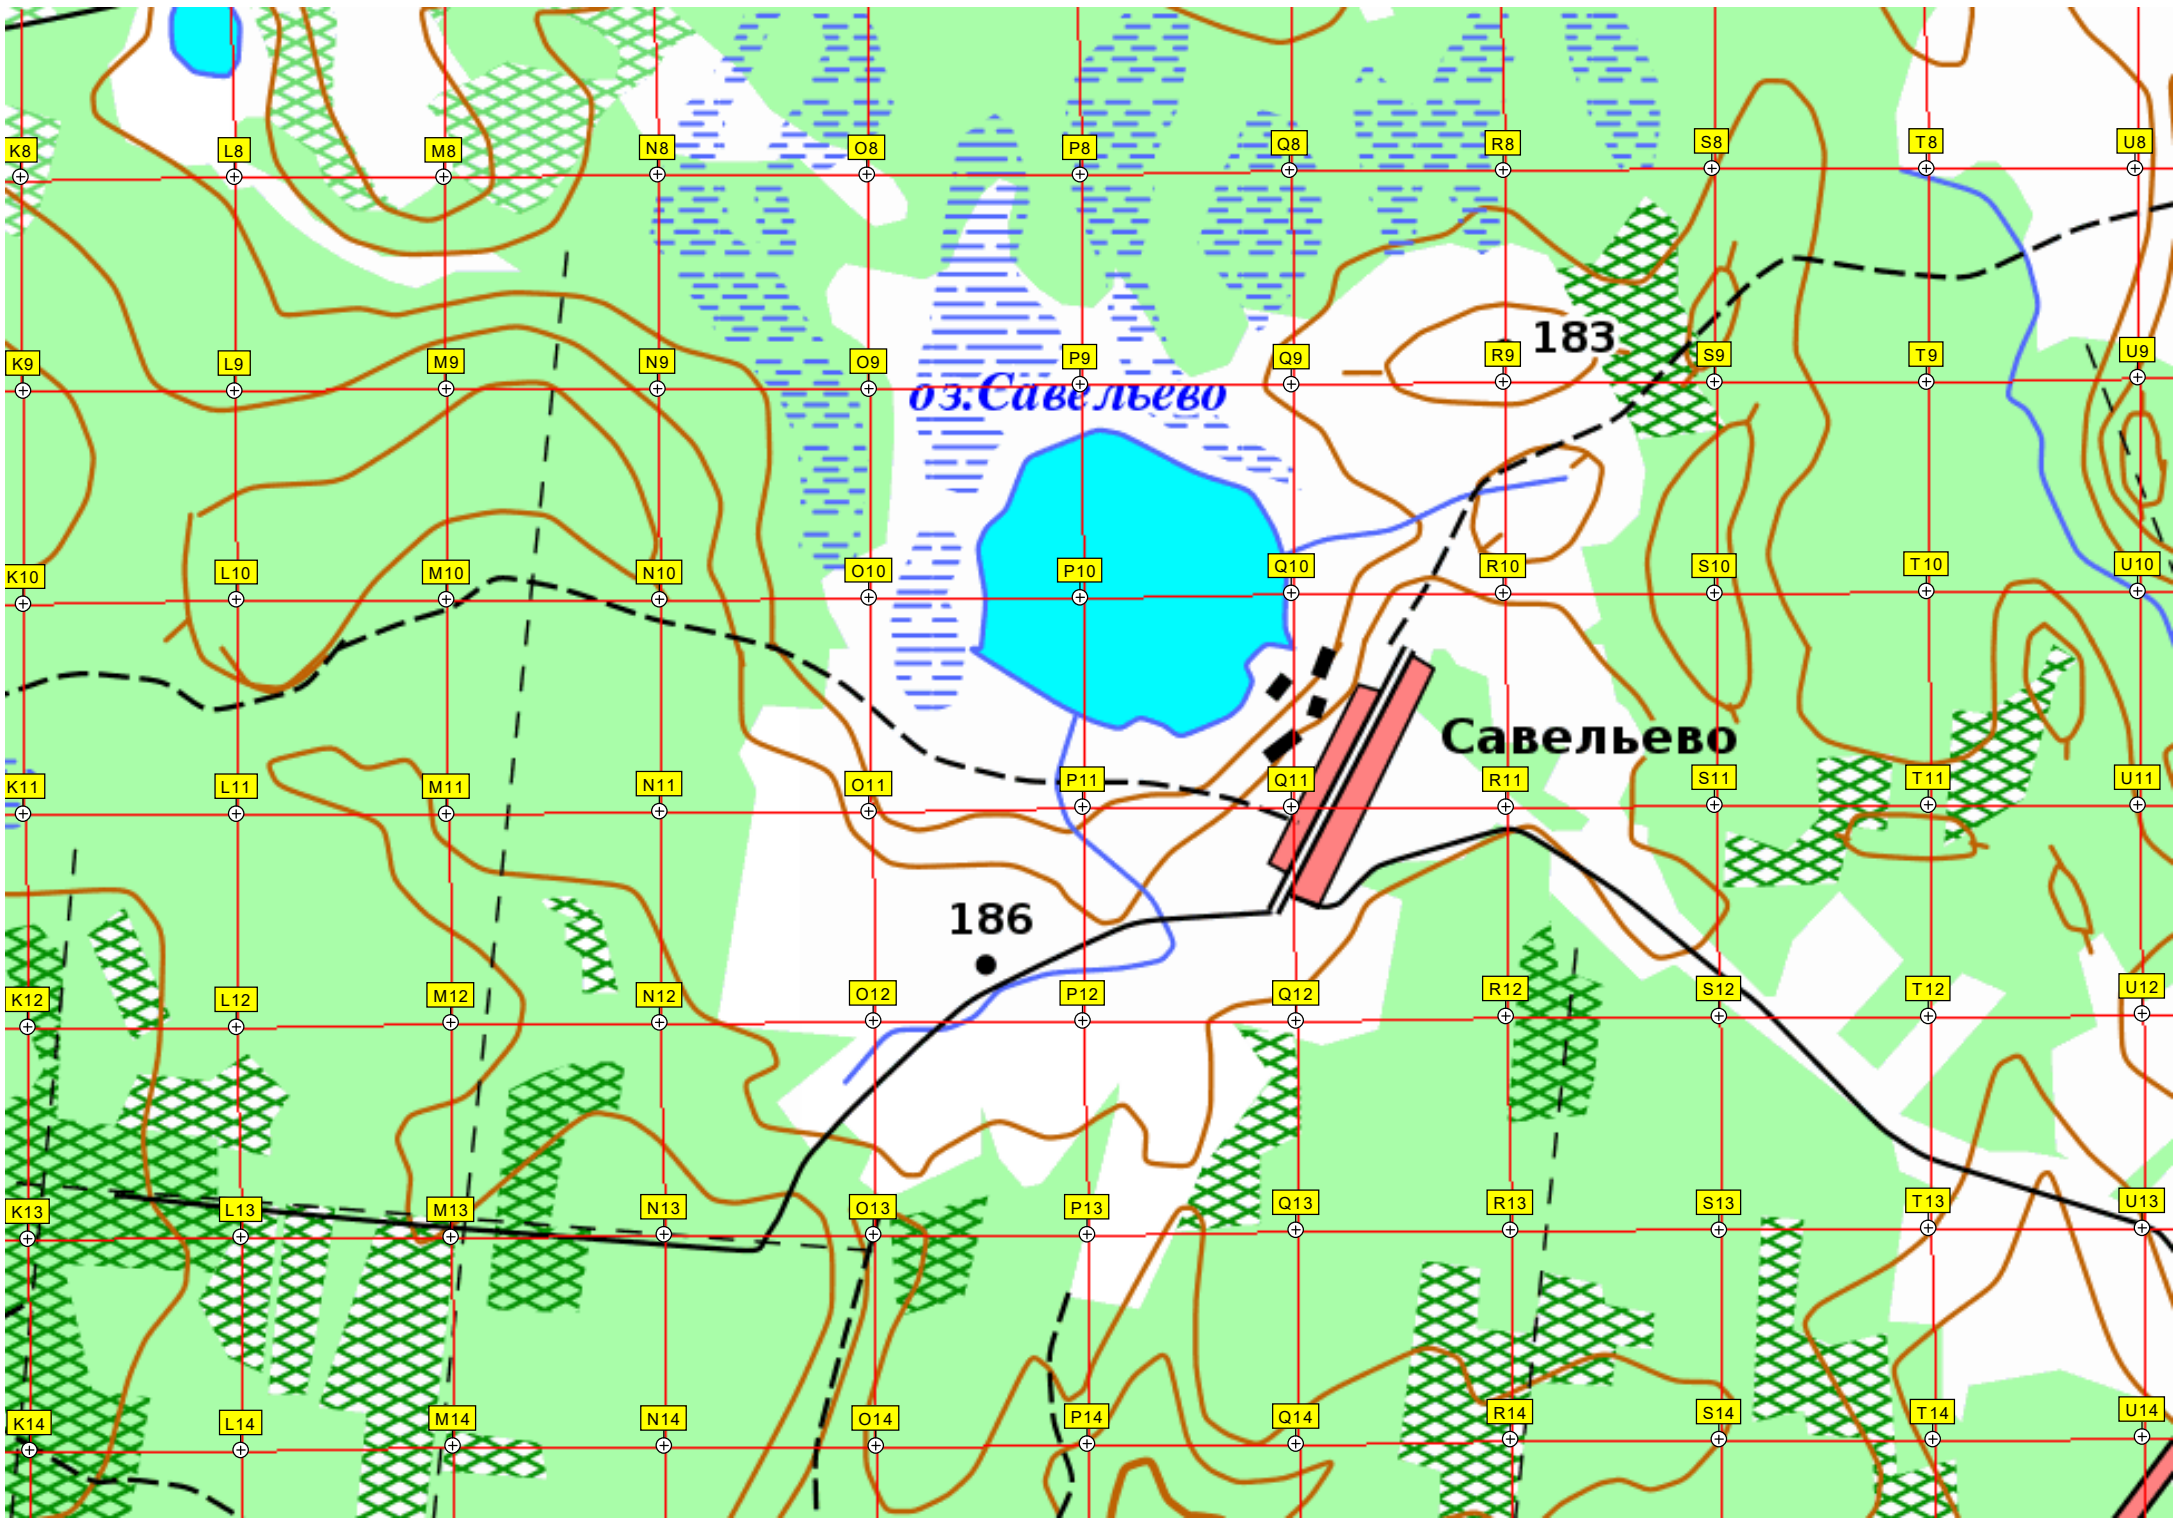 K8 L8 M8 N8 O8 P8 Q8 R8 S8 T8 U8
183
K9 L9 M9 N9 O9 P9 Q9 R9 S9 T9 U9
оз.Савельево
K10 L10 M10 N10 O10 P10 Q10 R10 S10 T10 U10
Савельево
K11 L11 M11 N11 O11 P11 Q11 R11 S11 T11 U11
186
K12 L12 M12 N12 O12 P12 Q12 R12 S12 T12 U12
K13 L13 M13 N13 O13 P13 Q13 R13 S13 T13 U13
K14 L14 M14 N14 O14 P14 Q14 R14 S14 T14 U14